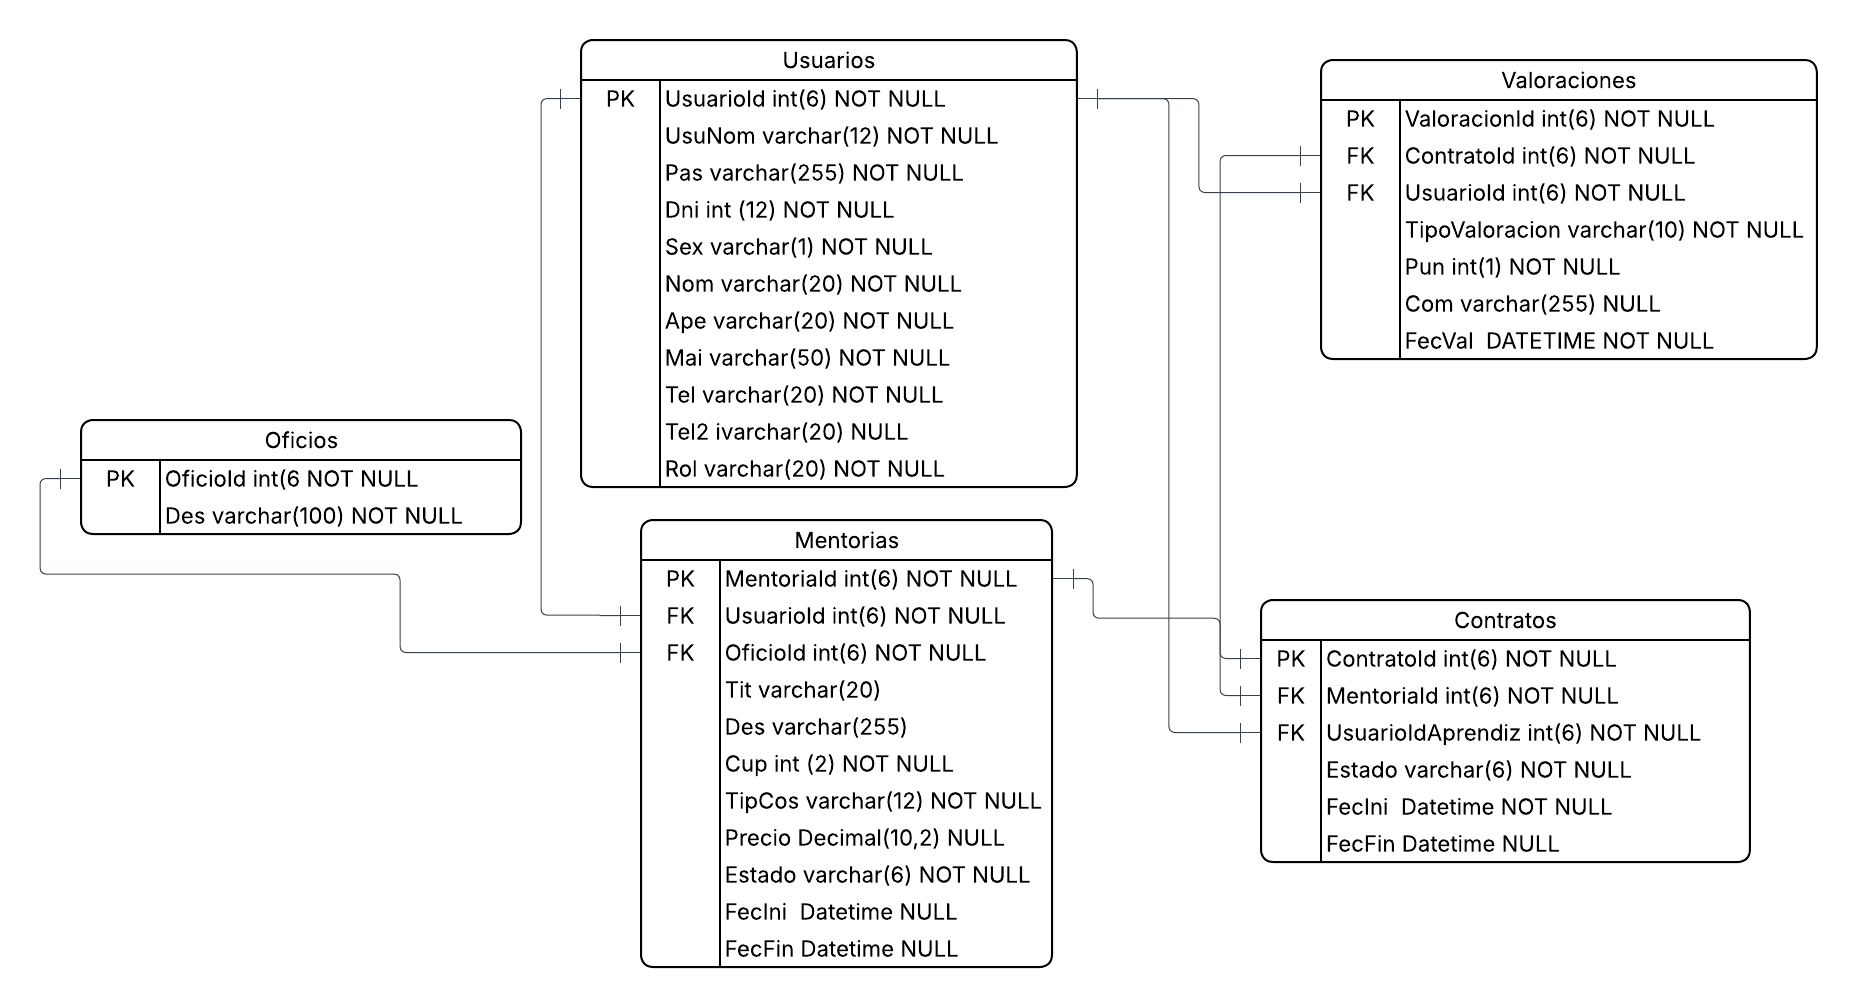 Usuarios
PK UsuarioId int(6) NOT NULL
UsuNom varchar(12) NOT NULL
Pas varchar(255) NOT NULL
Dni int (12) NOT NULL
Sex varchar(1) NOT NULL
Nom varchar(20) NOT NULL
Ape varchar(20) NOT NULL
Mai varchar(50) NOT NULL
Tel varchar(20) NOT NULL
Tel2 ivarchar(20) NULL
Rol varchar(20) NOT NULL
Valoraciones
PK ValoracionId int(6) NOT NULL
FK ContratoId int(6) NOT NULL
FK UsuarioId int(6) NOT NULL
TipoValoracion varchar(10) NOT NULL
Pun int(1) NOT NULL
Com varchar(255) NULL
FecVal  DATETIME NOT NULL
Oficios
PK OficioId int(6 NOT NULL
Des varchar(100) NOT NULL
Mentorias
PK MentoriaId int(6) NOT NULL
FK UsuarioId int(6) NOT NULL
FK OficioId int(6) NOT NULL
Tit varchar(20)
Des varchar(255)
Cup int (2) NOT NULL
TipCos varchar(12) NOT NULL
Precio Decimal(10,2) NULL
Estado varchar(6) NOT NULL
FecIni  Datetime NULL
FecFin Datetime NULL
Contratos
PK ContratoId int(6) NOT NULL
FK MentoriaId int(6) NOT NULL
FK UsuarioIdAprendiz int(6) NOT NULL
Estado varchar(6) NOT NULL
FecIni  Datetime NOT NULL
FecFin Datetime NULL